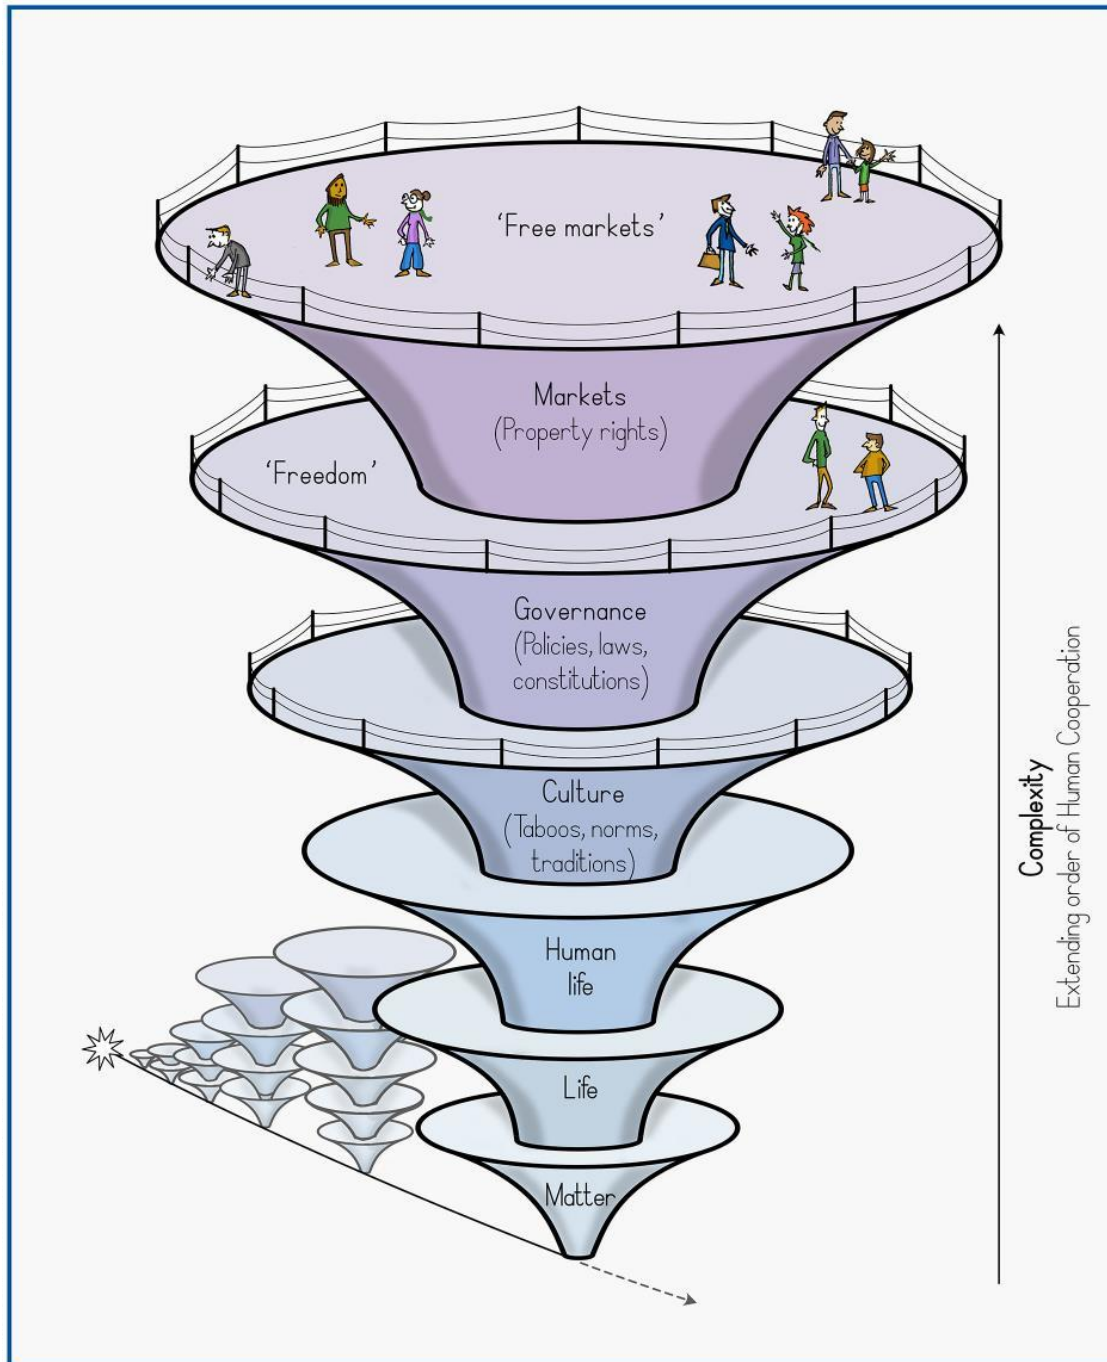 'Free markets'
Markets
(Property rights)
'Freedom'
Governance
(Policies, laws,
constitutions)
Culture
(Taboos, norms,
traditions)
Human
life
Life
Matter
Complexity
Extending order of Human Cooperation